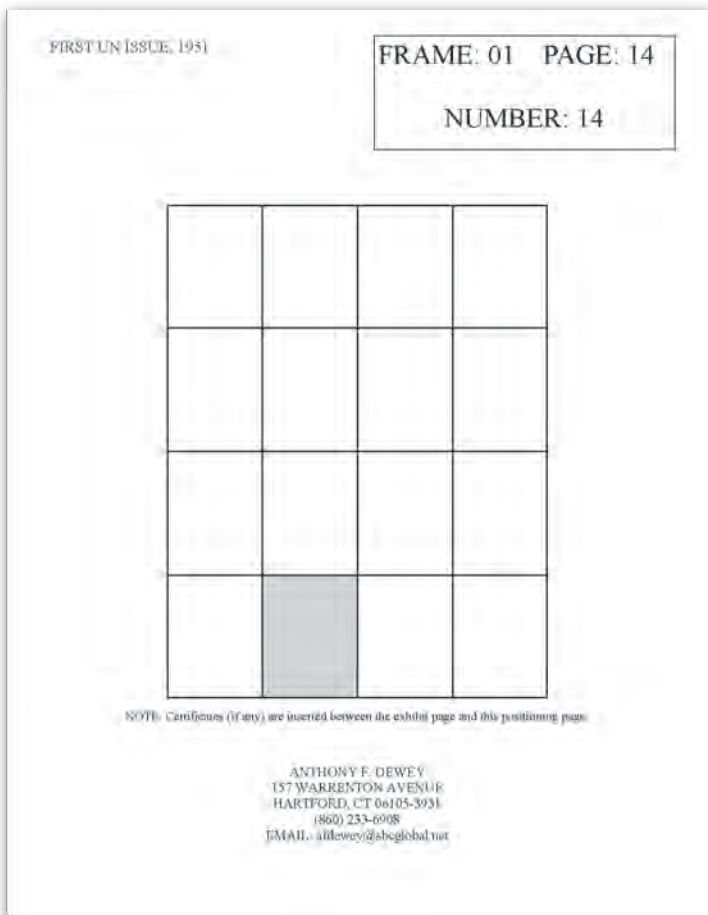 FIRST UN ISSUE, 1951
FRAME: 01 PAGE: 14
NUMBER: 14
NOTE: Certificates (if any) are inserted between the exhibit page and this positioning page.
ANTHONY F. DEWEY
157 WARRENTON AVENUE
HARTFORD, CT 06105-3931
(860) 233-6908
EMAIL: afdewey@sbcglobal.net